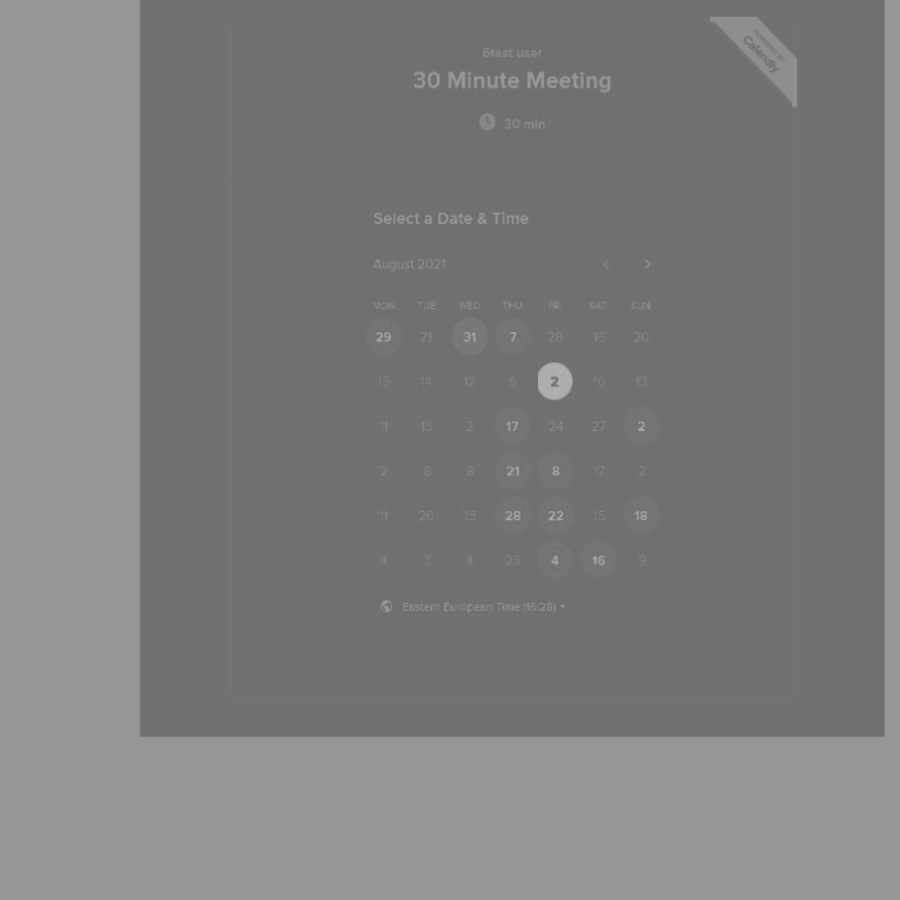 POWERED BY
Calendly
6test user
30 Minute Meeting
30 min
Select a Date & Time
August 2021
MON TUE WED THU FRI SAT SUN
29 21 31 7 28 15 20
15 14 12 5 2 10 13
11 13 2 17 24 27 2
2 8 8 21 8 17 2
11 20 15 28 22 15 18
4 3 4 25 4 16 9
Eastern European Time (16:28)